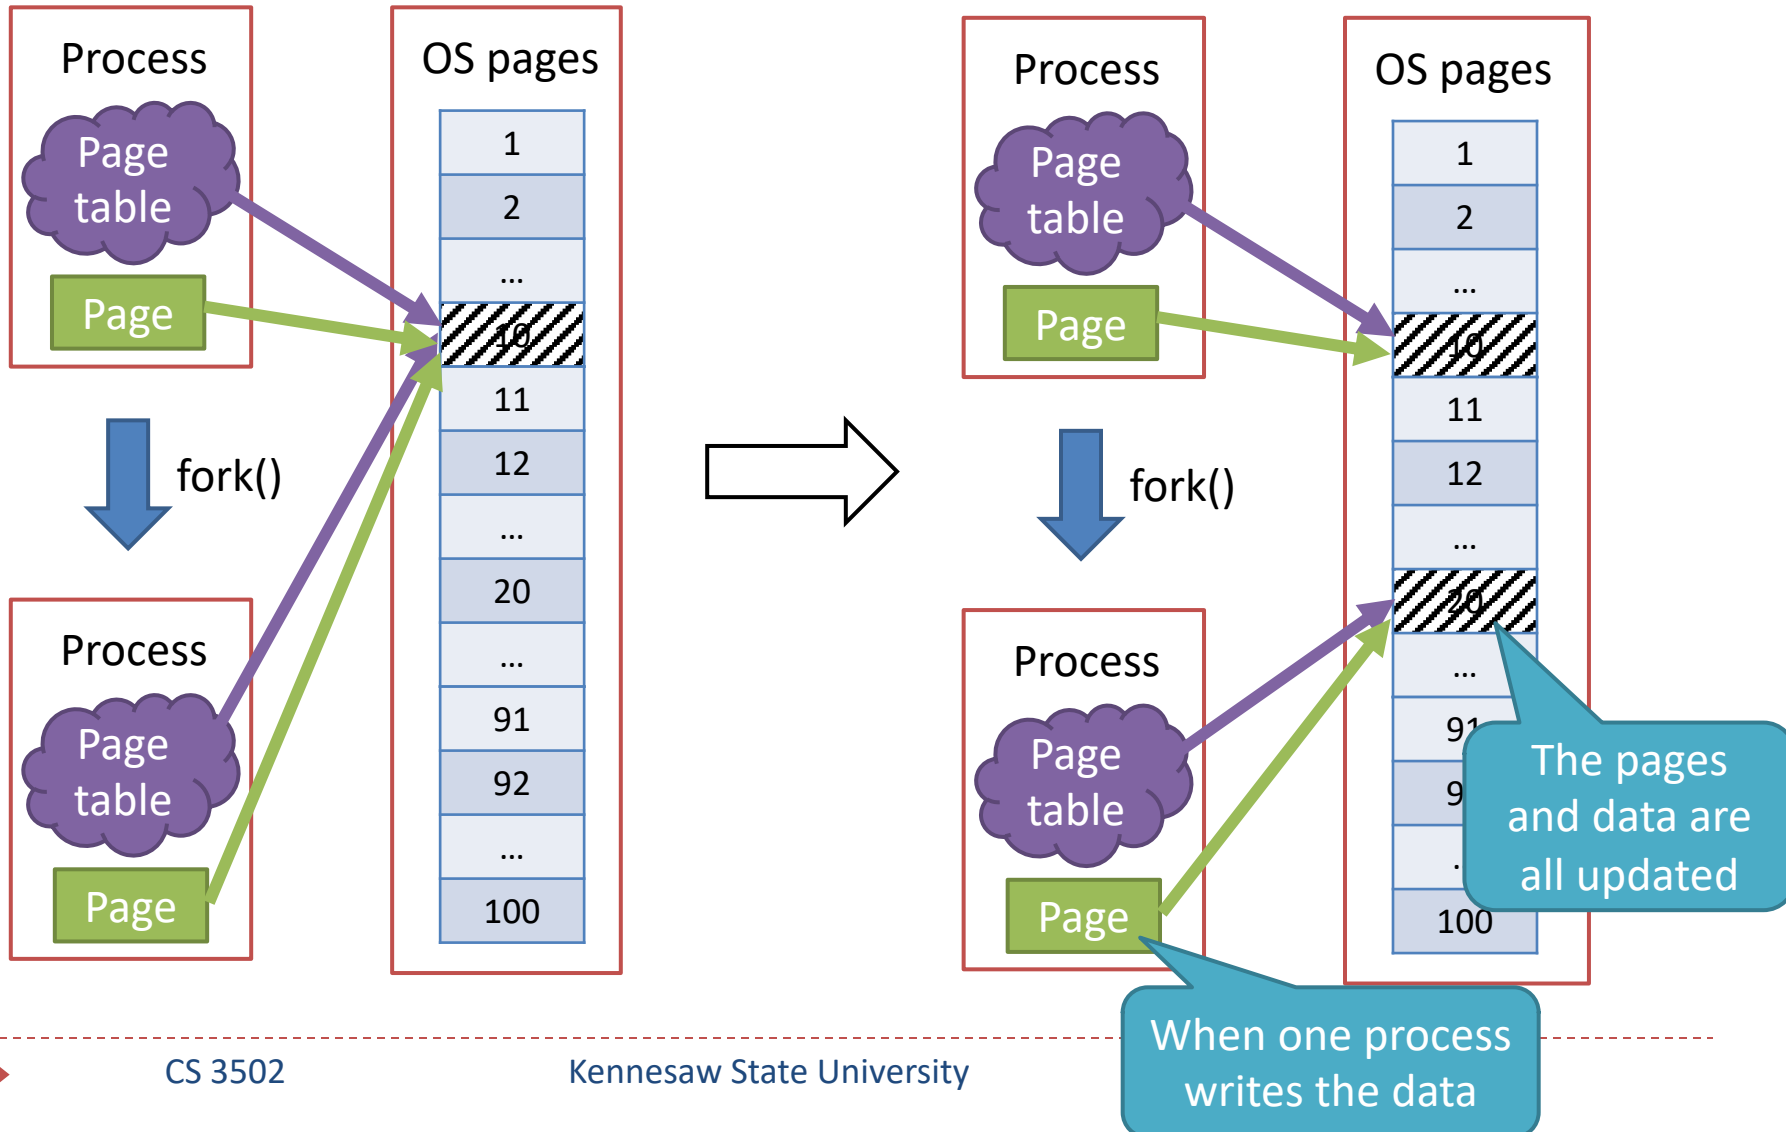 Process
Page
table
Page
fork()
Process
Page
table
Page
OS pages
1
2
...
10
11
12
...
20
...
91
92
...
100
Process
Page
table
Page
fork()
Process
Page
table
Page
OS pages
1
2
...
10
11
12
...
20
...
91
9
.
100
The pages
and data are
all updated
When one process
writes the data
CS 3502
Kennesaw State University